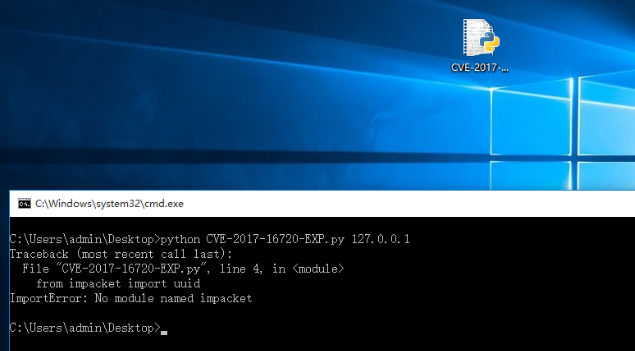 CVE-2017-...
C:\Windows\system32\cmd.exe
C:\Users\admin\Desktop>python CVE-2017-16720-EXP.py 127.0.0.1
Traceback (most recent call last):
  File "CVE-2017-16720-EXP.py", line 4, in <module>
    from impacket import uuid
ImportError: No module named impacket
C:\Users\admin\Desktop>